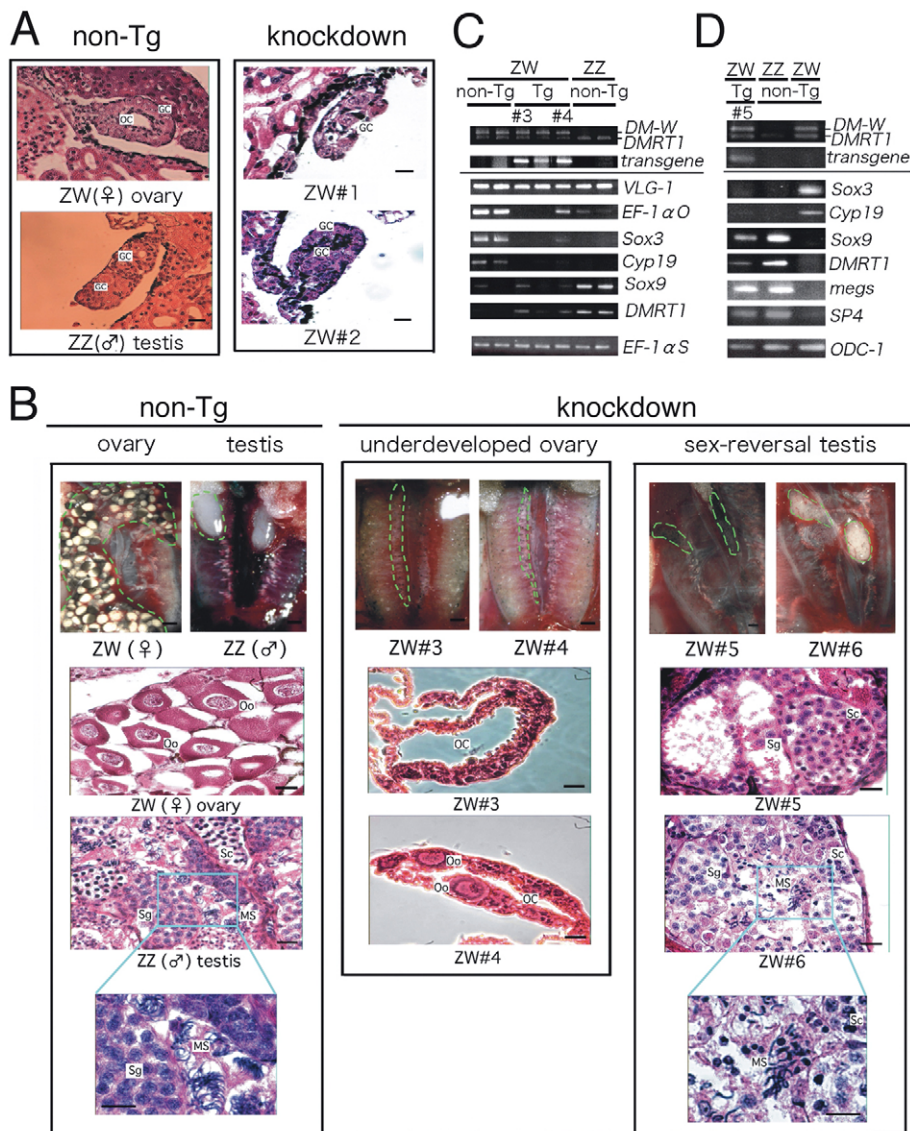 A
non-Tg
knockdown
GC
OC
ZW(♀) ovary
GC
GC
ZZ(♂) testis
GC
ZW#1
GC
GC
ZW#2
C
ZW ZZ
non-Tg Tg non-Tg
#3 #4
DM-W
DMRT1
transgene
VLG-1
EF-1αO
Sox3
Cyp19
Sox9
DMRT1
EF-1αS
D
ZW ZZ ZW
Tg non-Tg
#5
DM-W
DMRT1
transgene
Sox3
Cyp19
Sox9
DMRT1
megs
SP4
ODC-1
B
non-Tg
knockdown
ovary testis
underdeveloped ovary
sex-reversal testis
ZW (♀) ZZ (♂)
Oo
Oo
ZW (♀) ovary
Sc
Sg MS
ZZ (♂) testis
MS
Sg
ZW#3 ZW#4
OC
ZW#3
Oo
Oo OC
ZW#4
ZW#5 ZW#6
Sc
Sg
ZW#5
Sc
Sg MS
ZW#6
Sc
MS